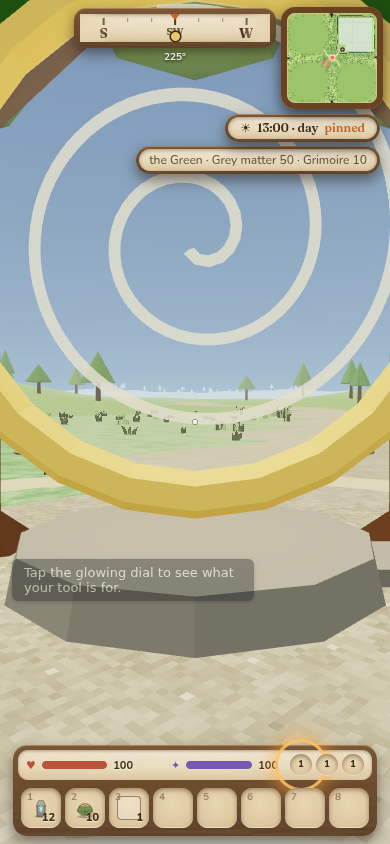 S SW W
225°
13:00 · day pinned
the Green · Grey matter 50 · Grimoire 10
Tap the glowing dial to see what
your tool is for.
100 100 1 1 1
1 2 3 4 5 6 7 8
12 10 1